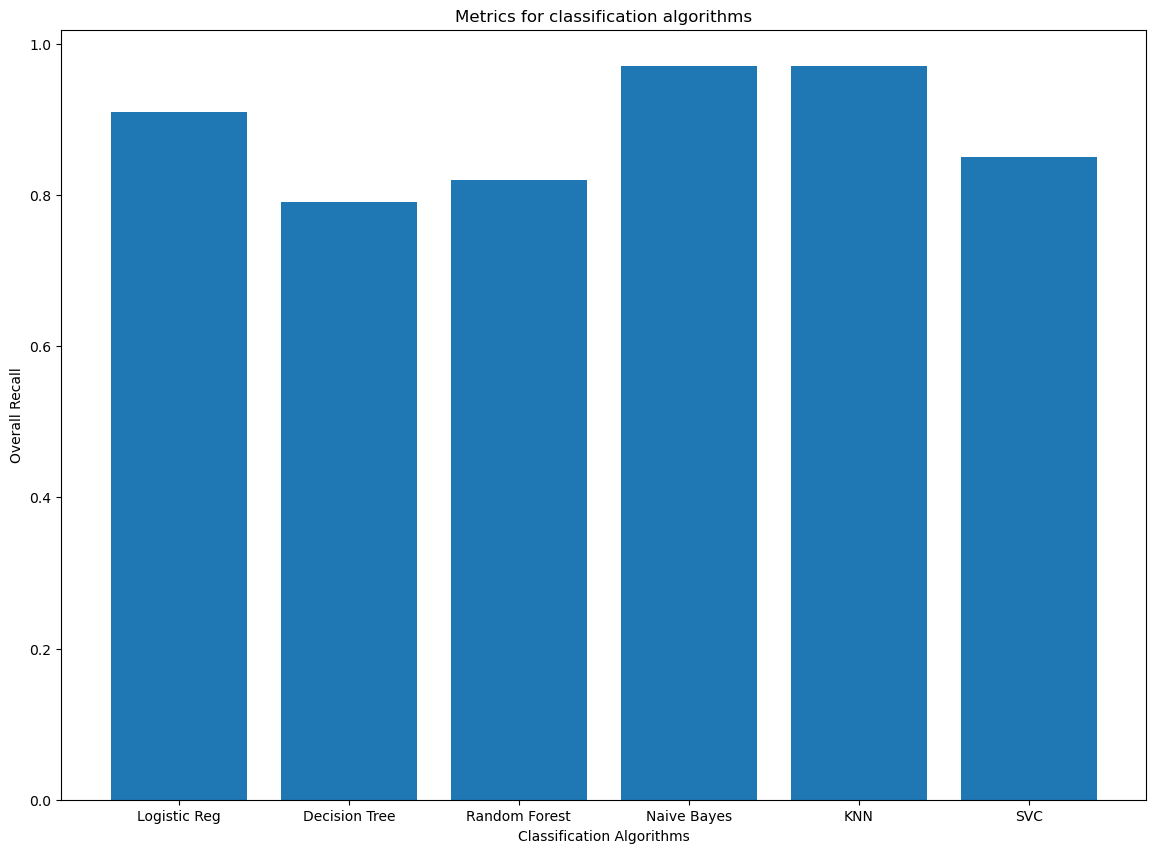 Metrics for classification algorithms
1.0
0.8
0.6
0.4
0.2
0.0
Overall Recall
Logistic Reg Decision Tree Random Forest Naive Bayes KNN SVC
Classification Algorithms